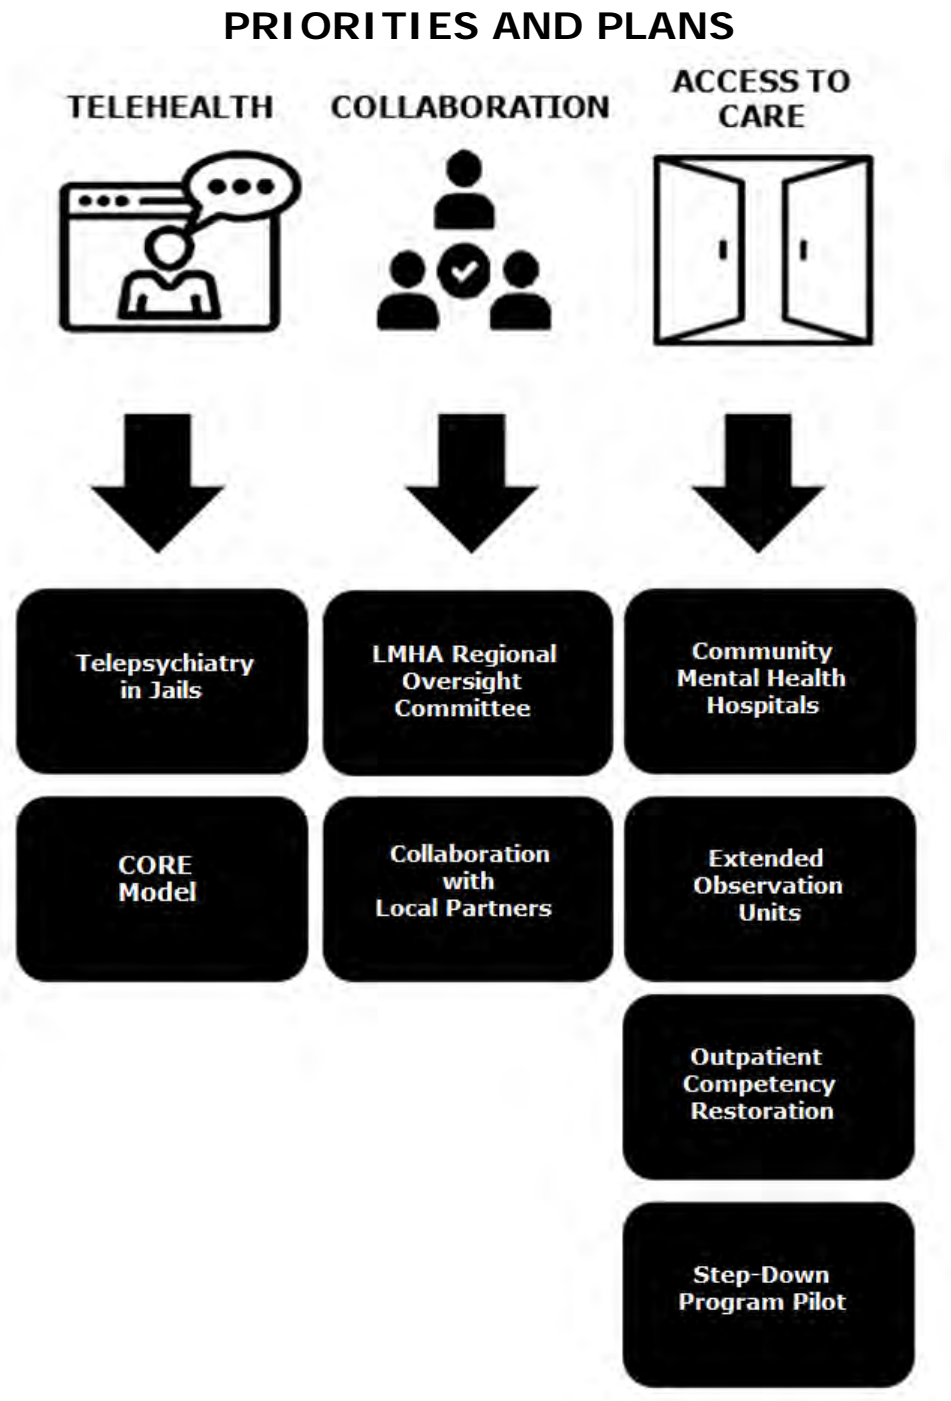 PRIORITIES AND PLANS
TELEHEALTH
COLLABORATION
ACCESS TO
CARE
Telepsychiatry
in Jails
LMHA Regional
Oversight
Committee
Community
Mental Health
Hospitals
CORE
Model
Collaboration
with
Local Partners
Extended
Observation
Units
Outpatient
Competency
Restoration
Step-Down
Program Pilot